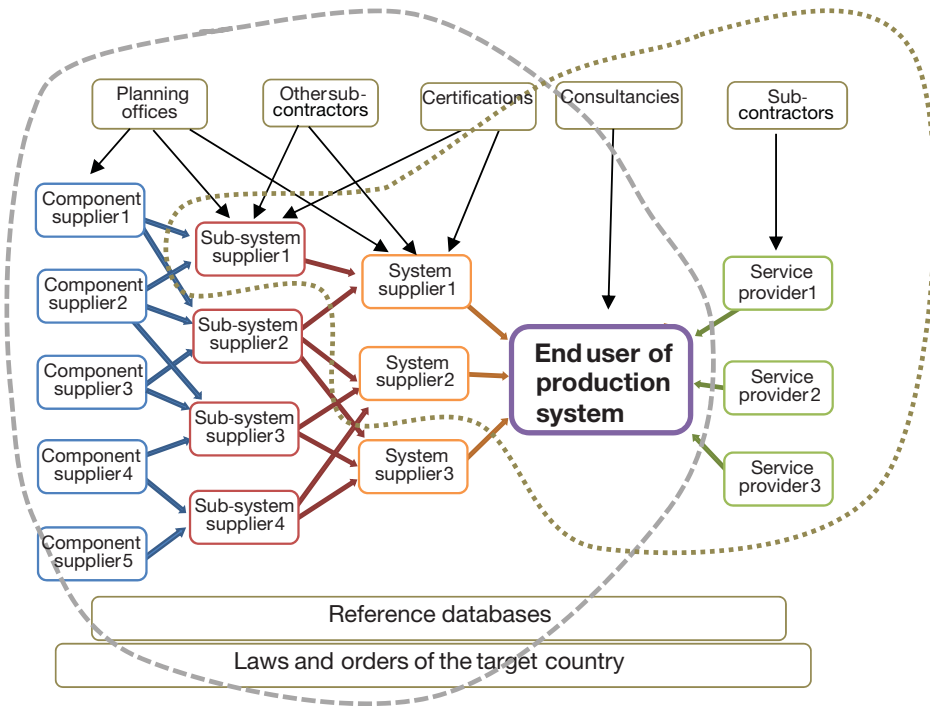 Planning
offices
Other sub-
contractors
Certifications
Consultancies
Sub-
contractors
Component
supplier1
Component
supplier2
Component
supplier3
Component
supplier4
Component
supplier5
Sub-system
supplier1
Sub-system
supplier2
Sub-system
supplier3
Sub-system
supplier4
System
supplier1
System
supplier2
System
supplier3
End user of
production
system
Service
provider1
Service
provider2
Service
provider3
Reference databases
Laws and orders of the target country